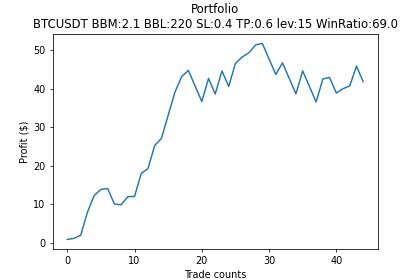 Portfolio
BTCUSDT BBM:2.1 BBL:220 SL:0.4 TP:0.6 lev:15 WinRatio:69.0
50
40
30
20
10
0
Profit ($)
0 10 20 30 40
Trade counts